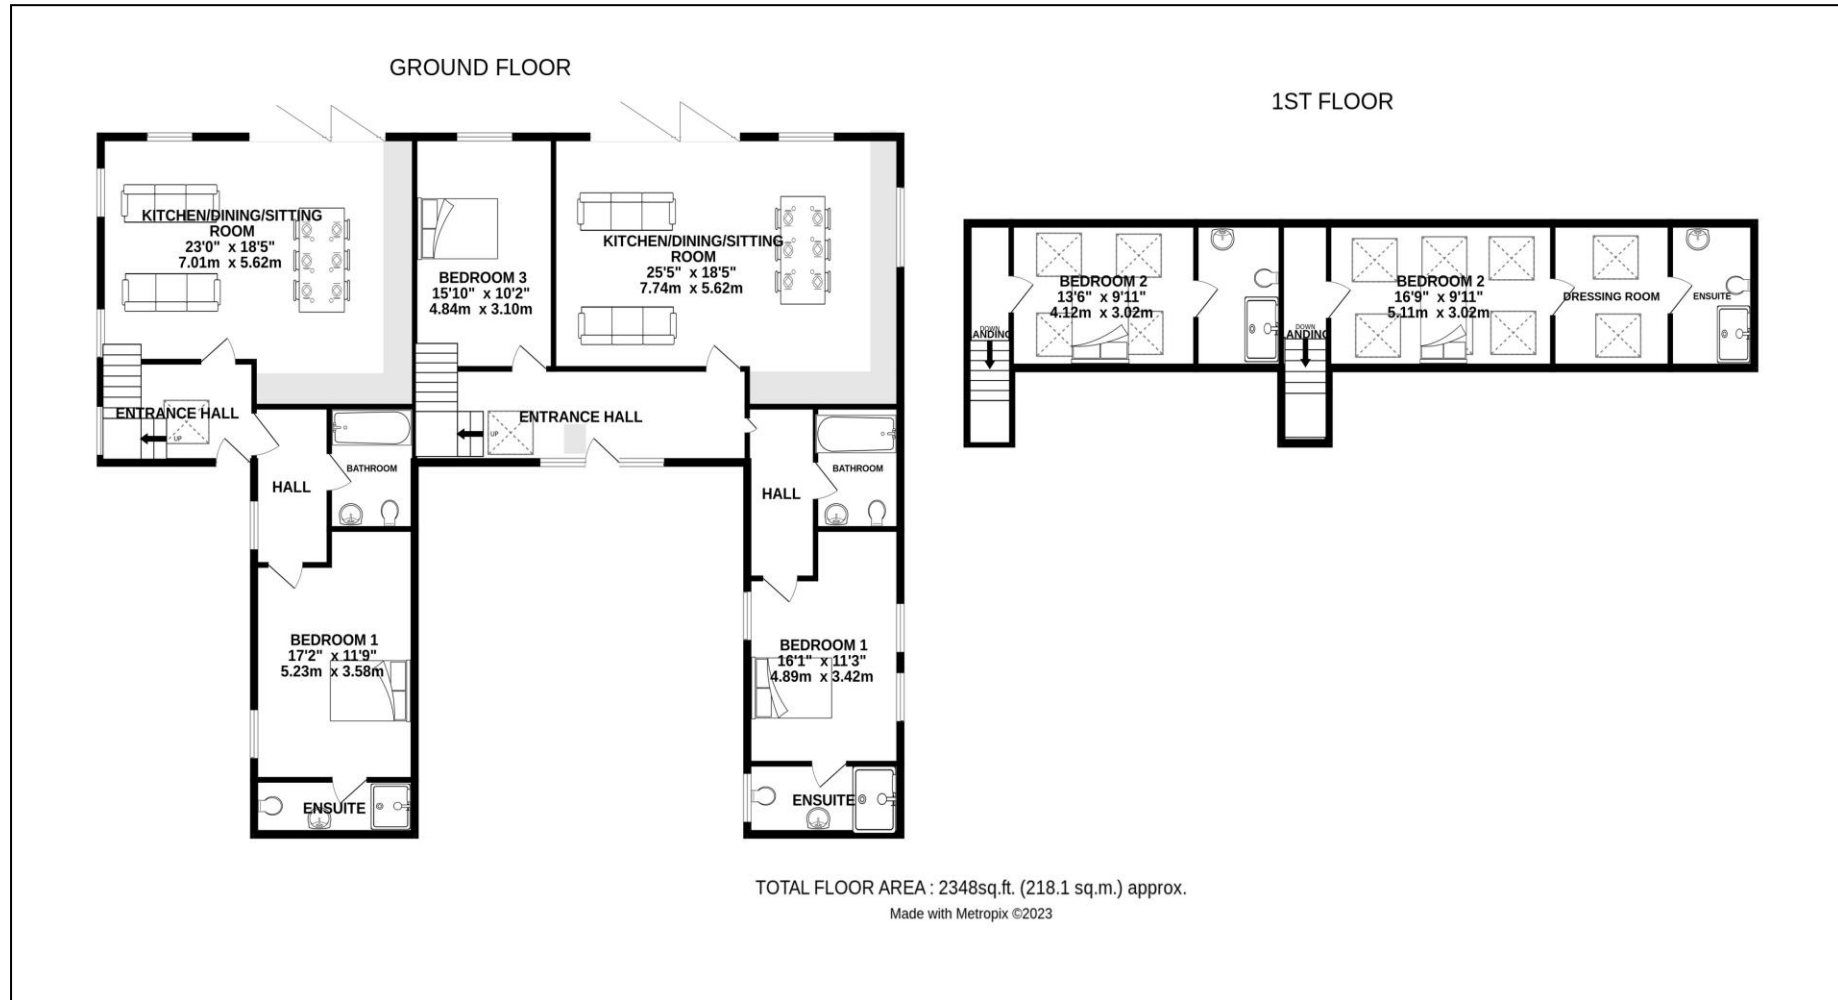 GROUND FLOOR
1ST FLOOR
KITCHEN/DINING/SITTING
ROOM
23'0" x 18'5"
7.01m x 5.62m
BEDROOM 3
15'10" x 10'2"
4.84m x 3.10m
KITCHEN/DINING/SITTING
ROOM
25'5" x 18'5"
7.74m x 5.62m
ENTRANCE HALL
UP
ENTRANCE HALL
UP
HALL
BATHROOM
HALL
BATHROOM
BEDROOM 1
17'2" x 11'9"
5.23m x 3.58m
BEDROOM 1
16'1" x 11'3"
4.89m x 3.42m
ENSUITE
ENSUITE
DOWN
LANDING
BEDROOM 2
13'6" x 9'11"
4.12m x 3.02m
DOWN
LANDING
BEDROOM 2
16'9" x 9'11"
5.11m x 3.02m
DRESSING ROOM
ENSUITE
TOTAL FLOOR AREA : 2348sq.ft. (218.1 sq.m.) approx.
Made with Metropix ©2023